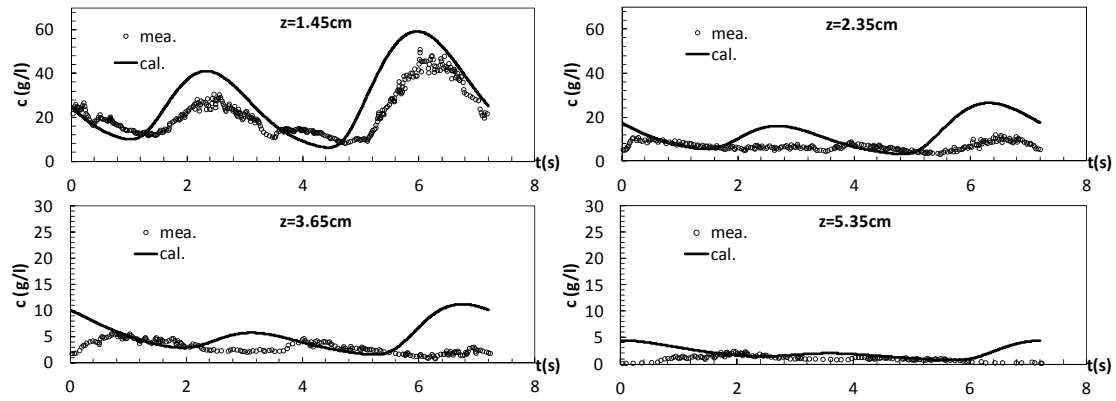 z=1.45cm
mea.
cal.
c (g/l)
60
40
20
0
0 2 4 6 8
t(s)
z=2.35cm
mea.
cal.
c (g/l)
60
40
20
0
0 2 4 6 8
t(s)
z=3.65cm
mea.
cal.
c (g/l)
30
25
20
15
10
5
0
0 2 4 6 8
t(s)
z=5.35cm
mea.
cal.
c (g/l)
30
25
20
15
10
5
0
0 2 4 6 8
t(s)